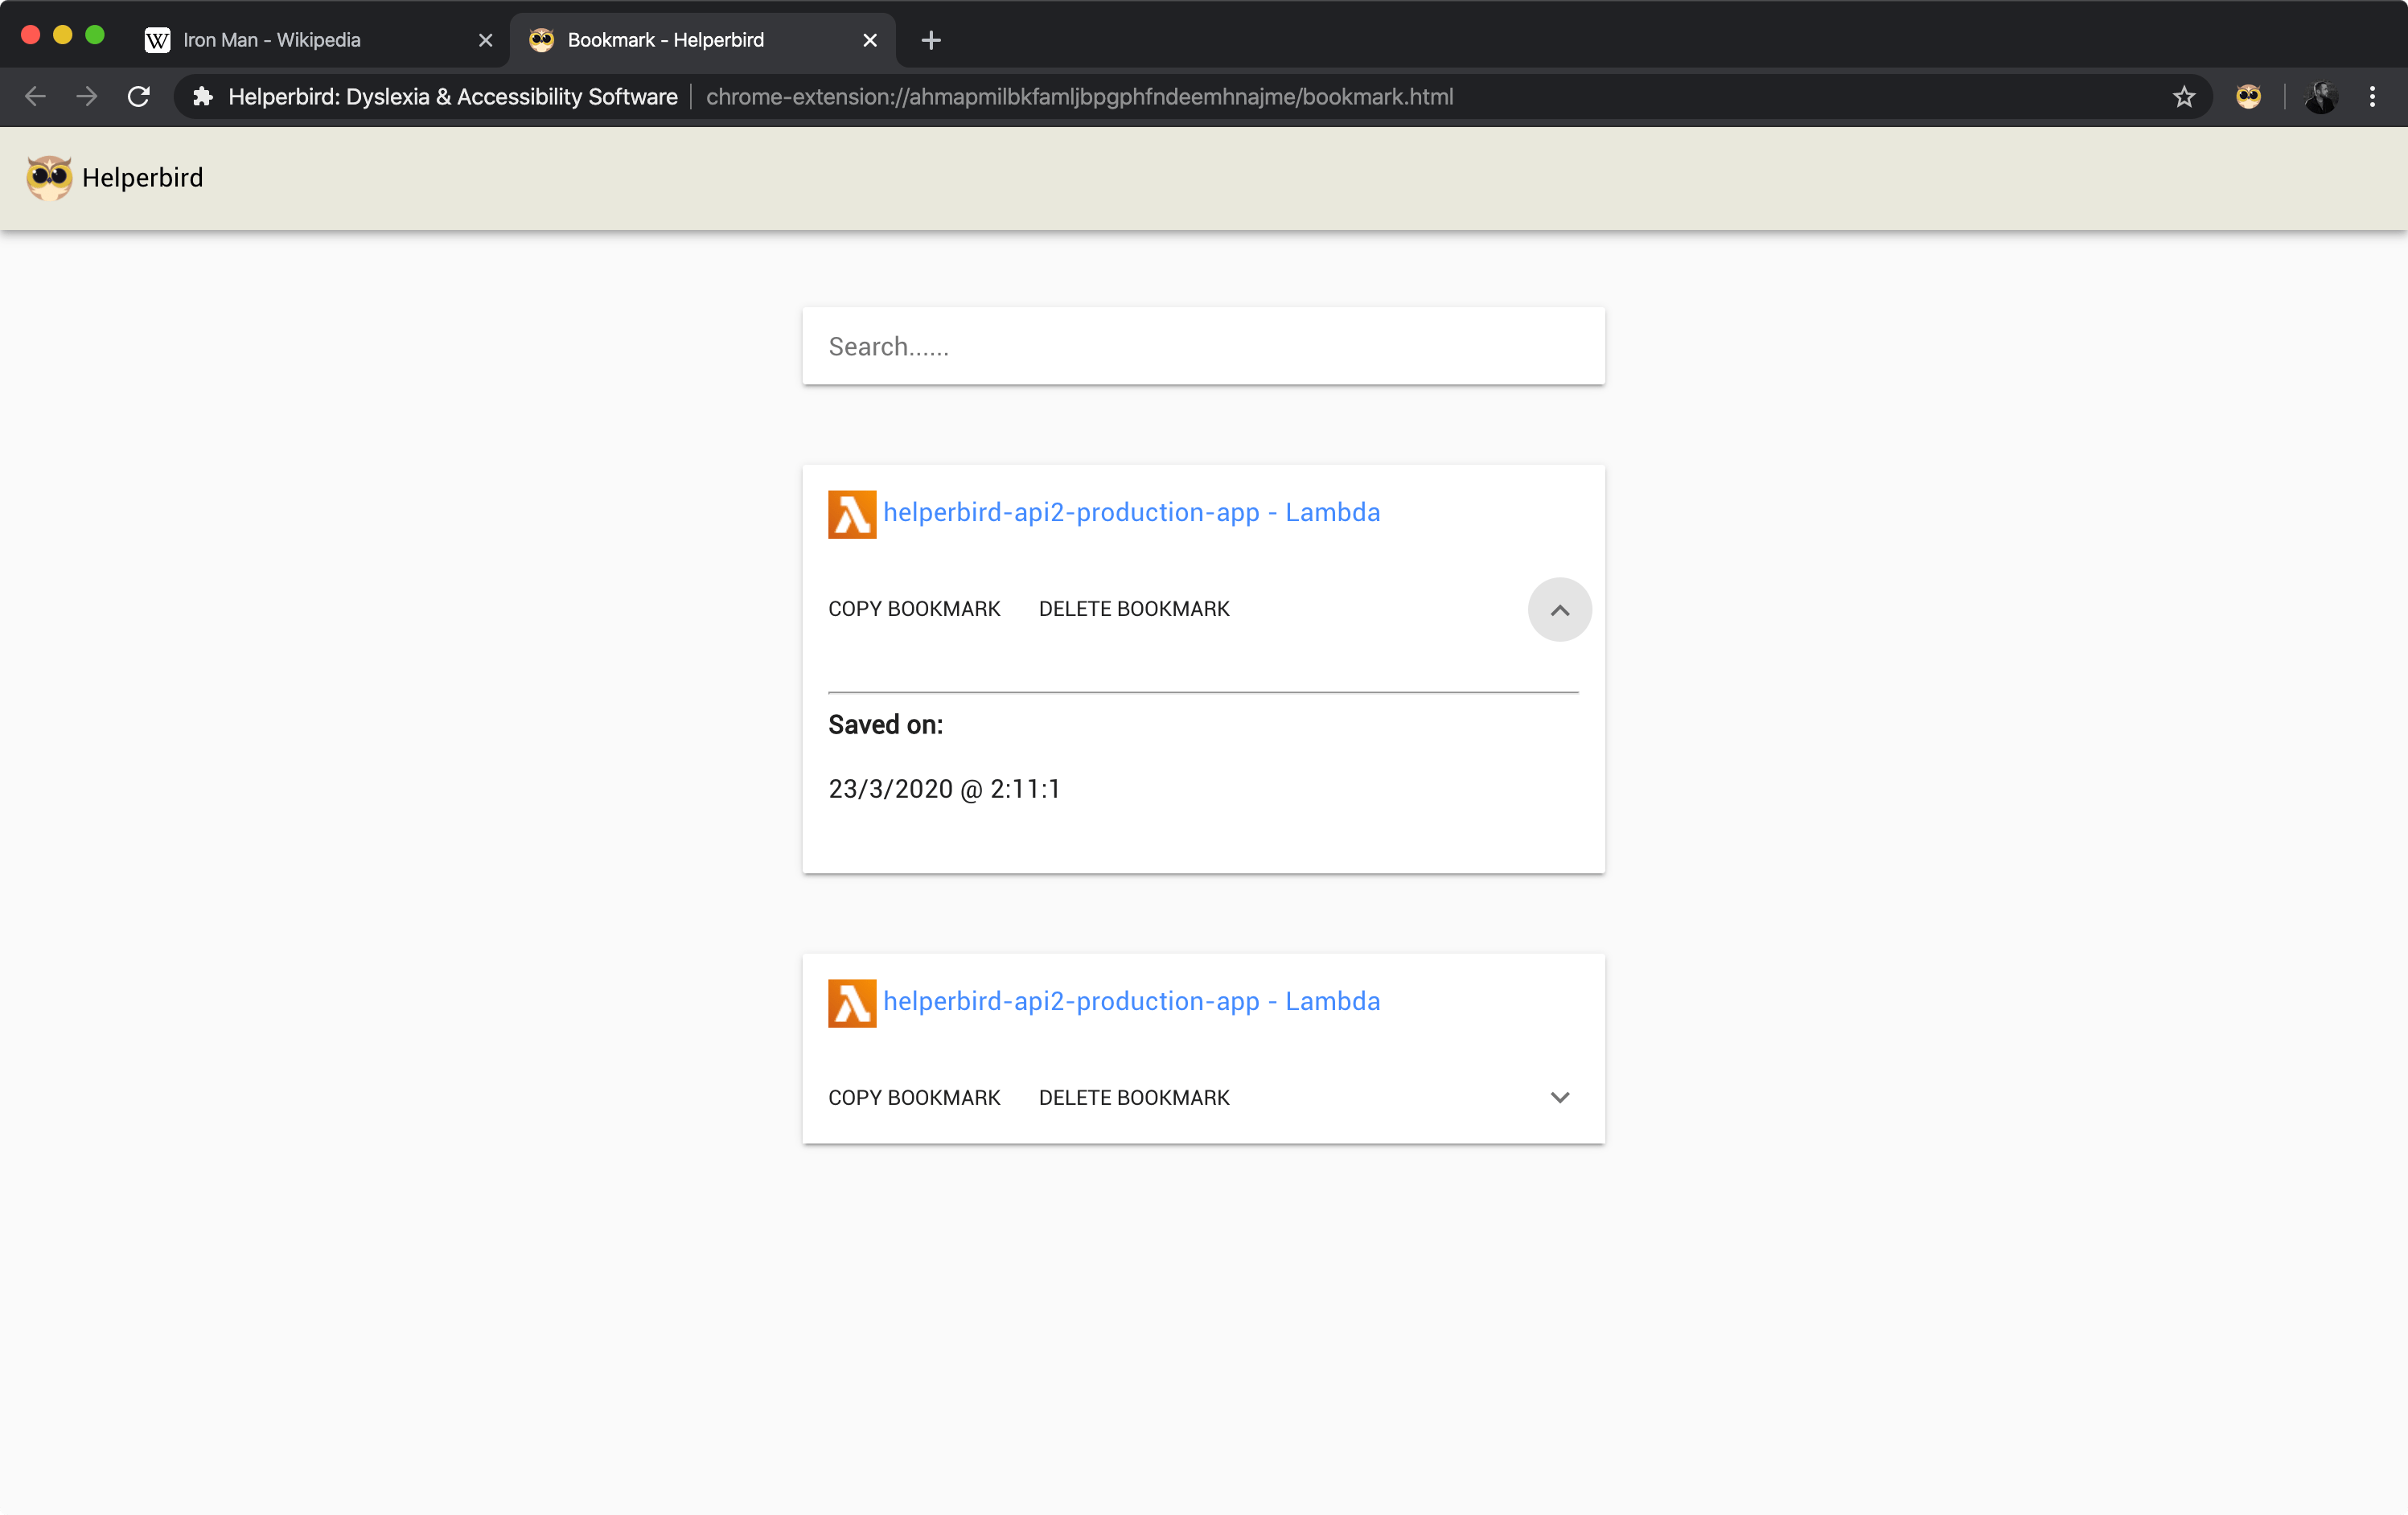 Iron Man - Wikipedia
Bookmark - Helperbird
Helperbird: Dyslexia & Accessibility Software | chrome-extension://ahmapmilbkfamljbpgphfndeemhnajme/bookmark.html
Helperbird
Search......
helperbird-api2-production-app - Lambda
COPY BOOKMARK DELETE BOOKMARK
Saved on:
23/3/2020 @ 2:11:1
helperbird-api2-production-app - Lambda
COPY BOOKMARK DELETE BOOKMARK